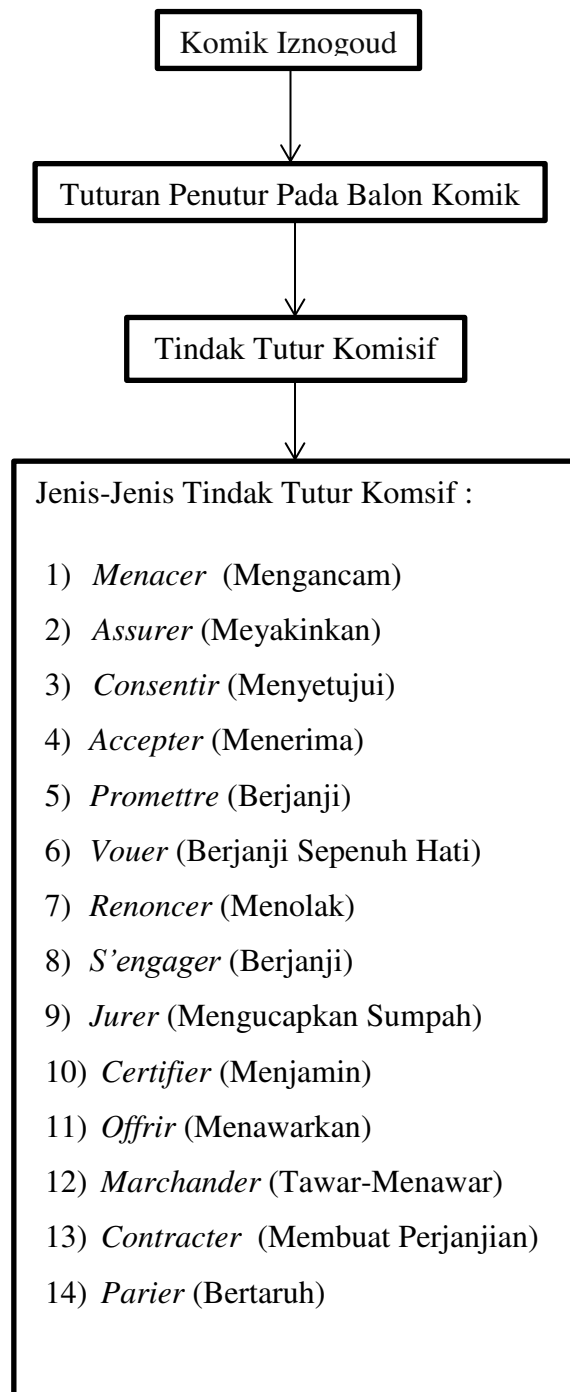 Komik Iznogoud
Tuturan Penutur Pada Balon Komik
Tindak Tutur Komisif
Jenis-Jenis Tindak Tutur Komsif :
1) Menacer (Mengancam)
2) Assurer (Meyakinkan)
3) Consentir (Menyetujui)
4) Accepter (Menerima)
5) Promettre (Berjanji)
6) Vouer (Berjanji Sepenuh Hati)
7) Renoncer (Menolak)
8) S’engager (Berjanji)
9) Jurer (Mengucapkan Sumpah)
10) Certifier (Menjamin)
11) Offrir (Menawarkan)
12) Marchander (Tawar-Menawar)
13) Contracter (Membuat Perjanjian)
14) Parier (Bertaruh)